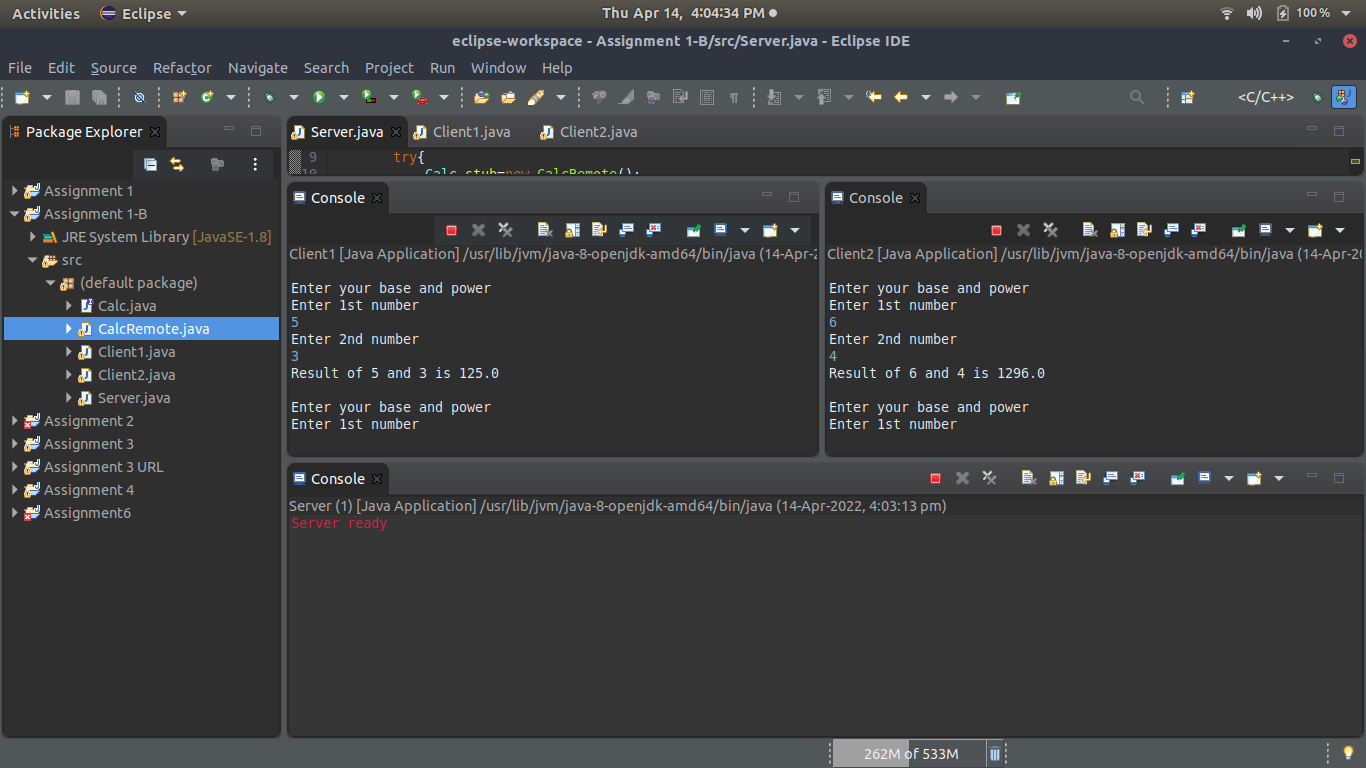 Activities Eclipse Thu Apr 14, 4:04:34 PM 100 %
eclipse-workspace - Assignment 1-B/src/Server.java - Eclipse IDE
File Edit Source Refactor Navigate Search Project Run Window Help
<C/C++>
Package Explorer
Assignment 1
Assignment 1-B
JRE System Library [JavaSE-1.8]
src
(default package)
Calc.java
CalcRemote.java
Client1.java
Client2.java
Server.java
Assignment 2
Assignment 3
Assignment 3 URL
Assignment 4
Assignment6
Server.java Client1.java Client2.java
9 try{
10 Calc stub=new CalcRemote();
Console
Client1 [Java Application] /usr/lib/jvm/java-8-openjdk-amd64/bin/java (14-Apr-2
Enter your base and power
Enter 1st number
5
Enter 2nd number
3
Result of 5 and 3 is 125.0
Enter your base and power
Enter 1st number
Console
Client2 [Java Application] /usr/lib/jvm/java-8-openjdk-amd64/bin/java (14-Apr-20
Enter your base and power
Enter 1st number
6
Enter 2nd number
4
Result of 6 and 4 is 1296.0
Enter your base and power
Enter 1st number
Console
Server (1) [Java Application] /usr/lib/jvm/java-8-openjdk-amd64/bin/java (14-Apr-2022, 4:03:13 pm)
Server ready
262M of 533M